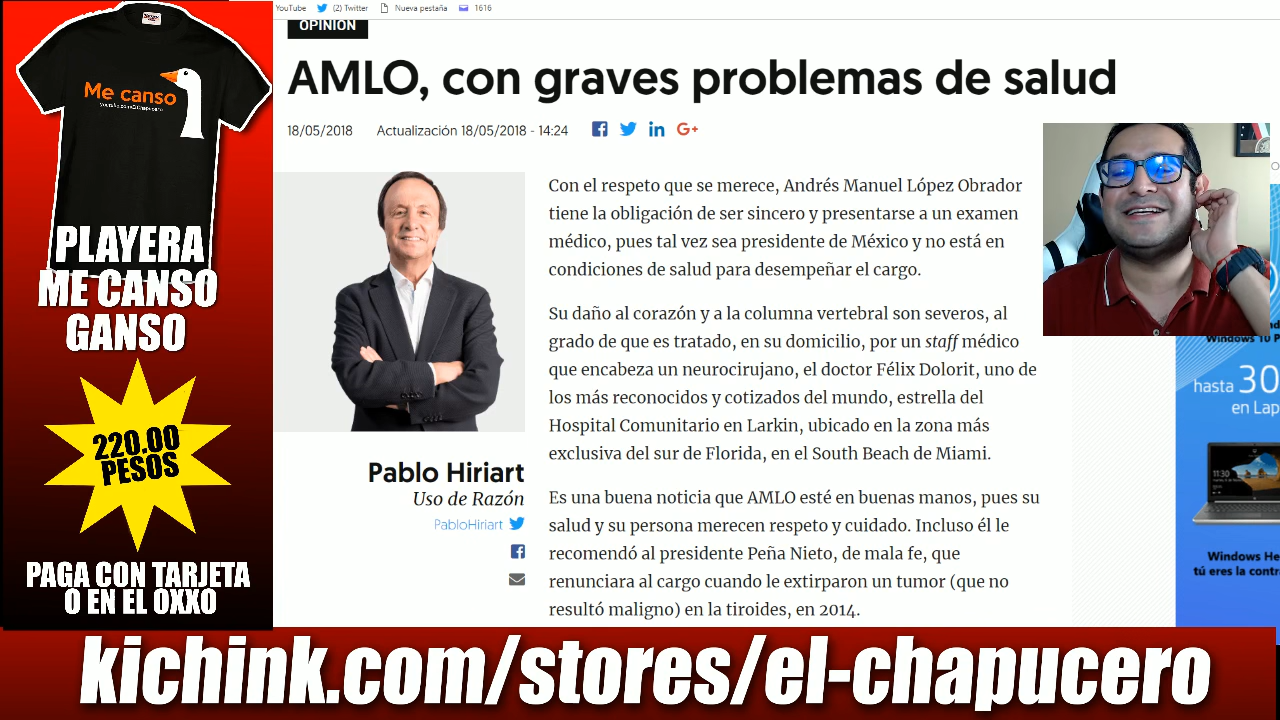 YouTube
(2) Twitter
Nueva pestaña
1616
OPINIÓN
AMLO, con graves problemas de salud
18/05/2018 Actualización 18/05/2018 - 14:24
Me canso
PLAYERA
ME CANSO
GANSO
220.00
PESOS
PAGA CON TARJETA
O EN EL OXXO
Pablo Hiriart
Uso de Razón
PabloHiriart
Con el respeto que se merece, Andrés Manuel López Obrador
tiene la obligación de ser sincero y presentarse a un examen
médico, pues tal vez sea presidente de México y no está en
condiciones de salud para desempeñar el cargo.
Su daño al corazón y a la columna vertebral son severos, al
grado de que es tratado, en su domicilio, por un staff médico
que encabeza un neurocirujano, el doctor Félix Dolorit, uno de
los más reconocidos y cotizados del mundo, estrella del
Hospital Comunitario en Larkin, ubicado en la zona más
exclusiva del sur de Florida, en el South Beach de Miami.
Es una buena noticia que AMLO esté en buenas manos, pues su
salud y su persona merecen respeto y cuidado. Incluso él le
recomendó al presidente Peña Nieto, de mala fe, que
renunciara al cargo cuando le extirparon un tumor (que no
resultó maligno) en la tiroides, en 2014.
Windows 10 P
hasta 30
en Lap
Windows He
tú eres la contra
kichink.com/stores/el-chapucero